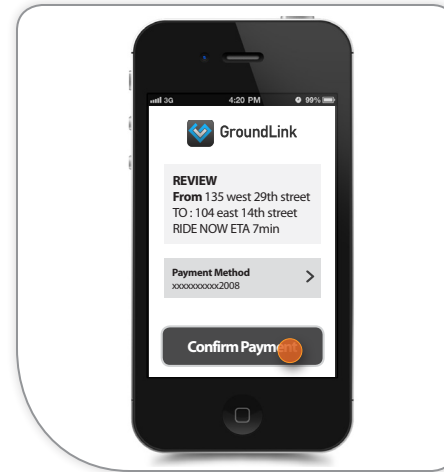 3G 4:20 PM 99%
GroundLink
REVIEW
From 135 west 29th street
TO : 104 east 14th street
RIDE NOW ETA 7min
Payment Method
xxxxxxxxxx2008
Confirm Payment